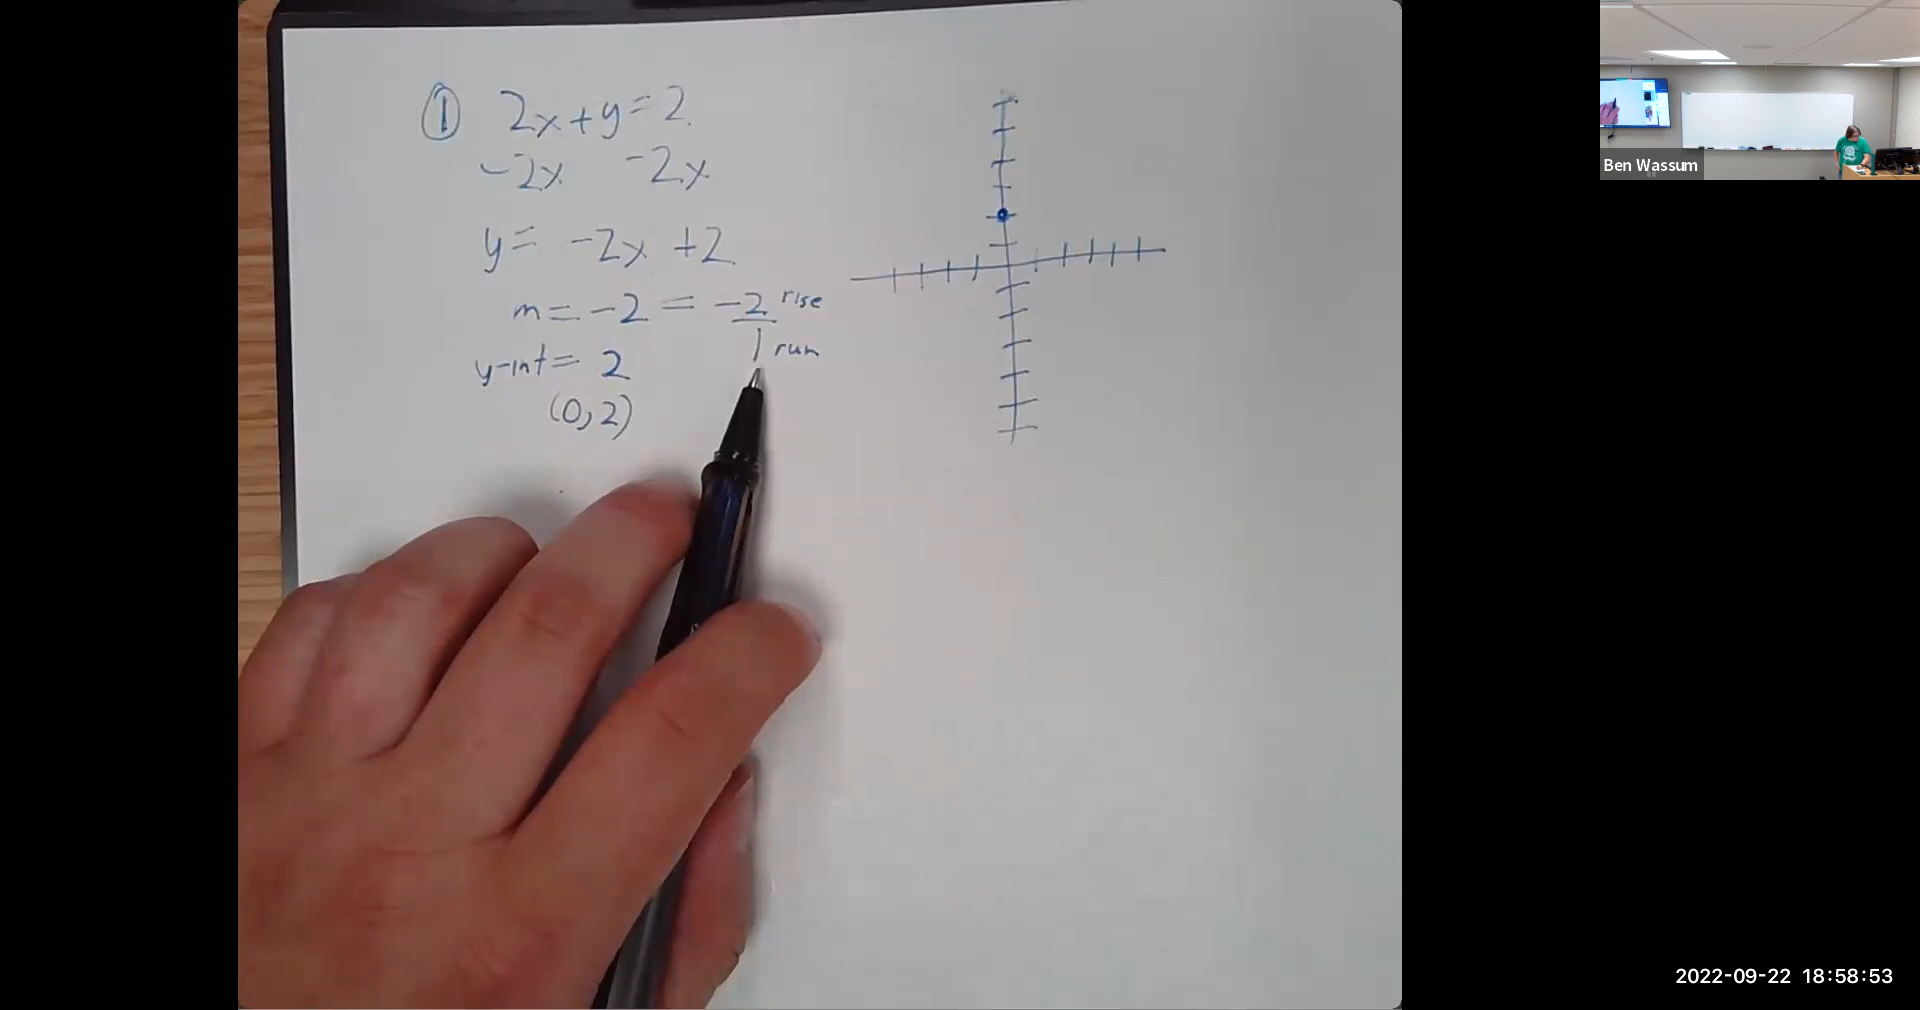 ① 2x+y=2
-2x -2x
y= -2x +2
m=-2 = -2 rise
1 run
y-int= 2
(0,2)
Ben Wassum
2022-09-22 18:58:53